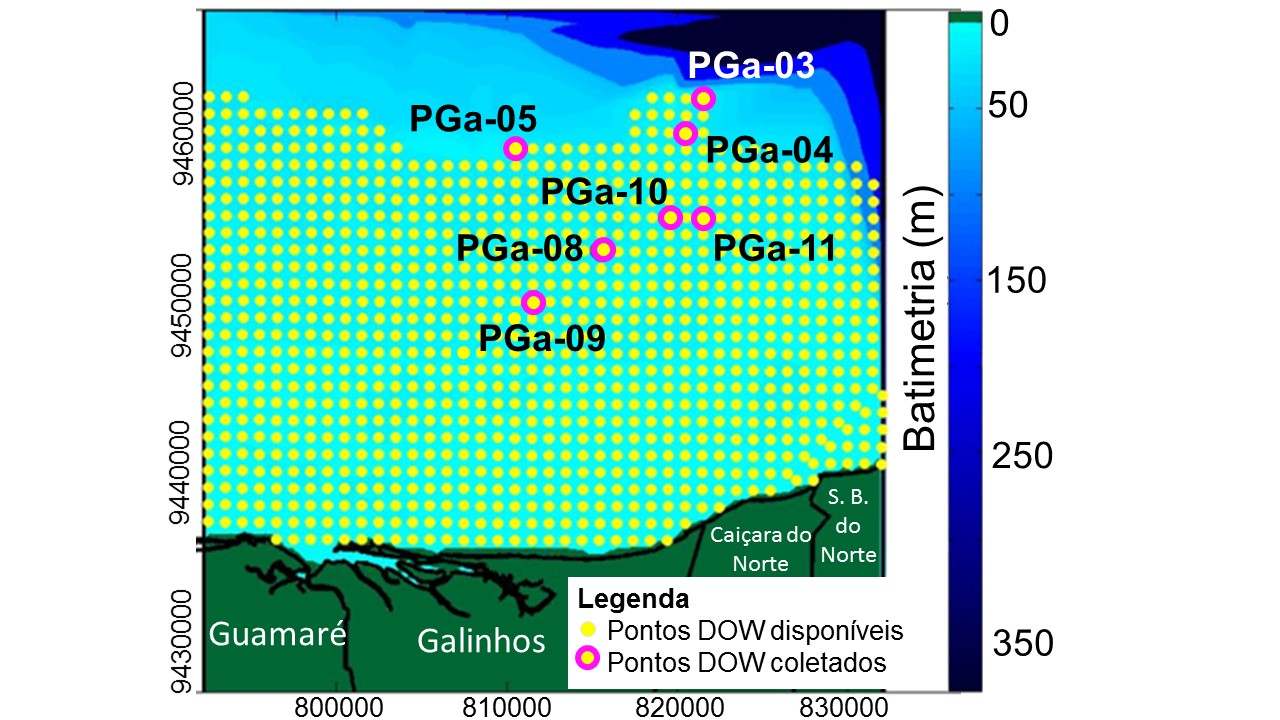 PGa-03
PGa-05
PGa-04
PGa-10
PGa-08
PGa-11
PGa-09
9460000
9450000
9440000
9430000
800000
810000
820000
830000
0
50
150
250
350
Batimetria (m)
S. B.
do
Norte
Caiçara do
Norte
Guamaré
Galinhos
Legenda
Pontos DOW disponíveis
Pontos DOW coletados